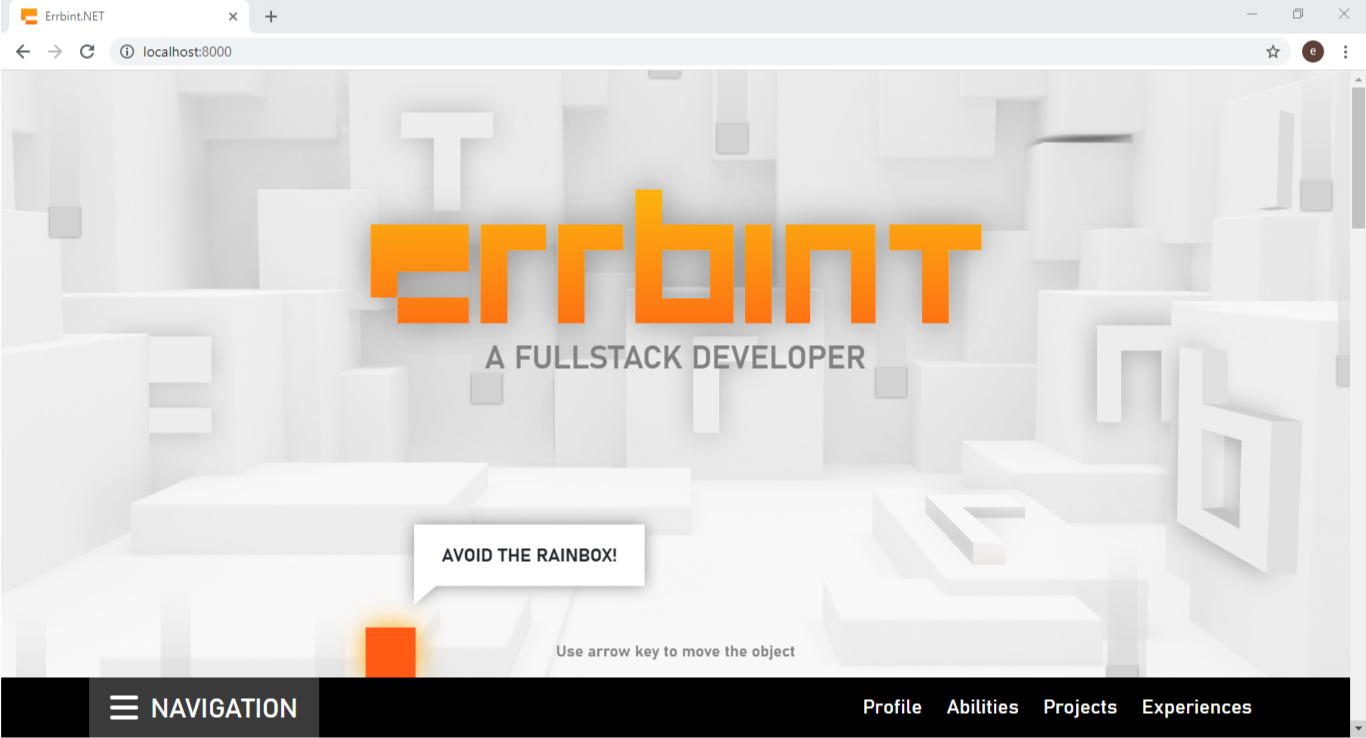 Errbint.NET
localhost:8000
e
T
Errbint
A FULLSTACK DEVELOPER
n
b
r
AVOID THE RAINBOX!
Use arrow key to move the object
NAVIGATION
Profile Abilities Projects Experiences